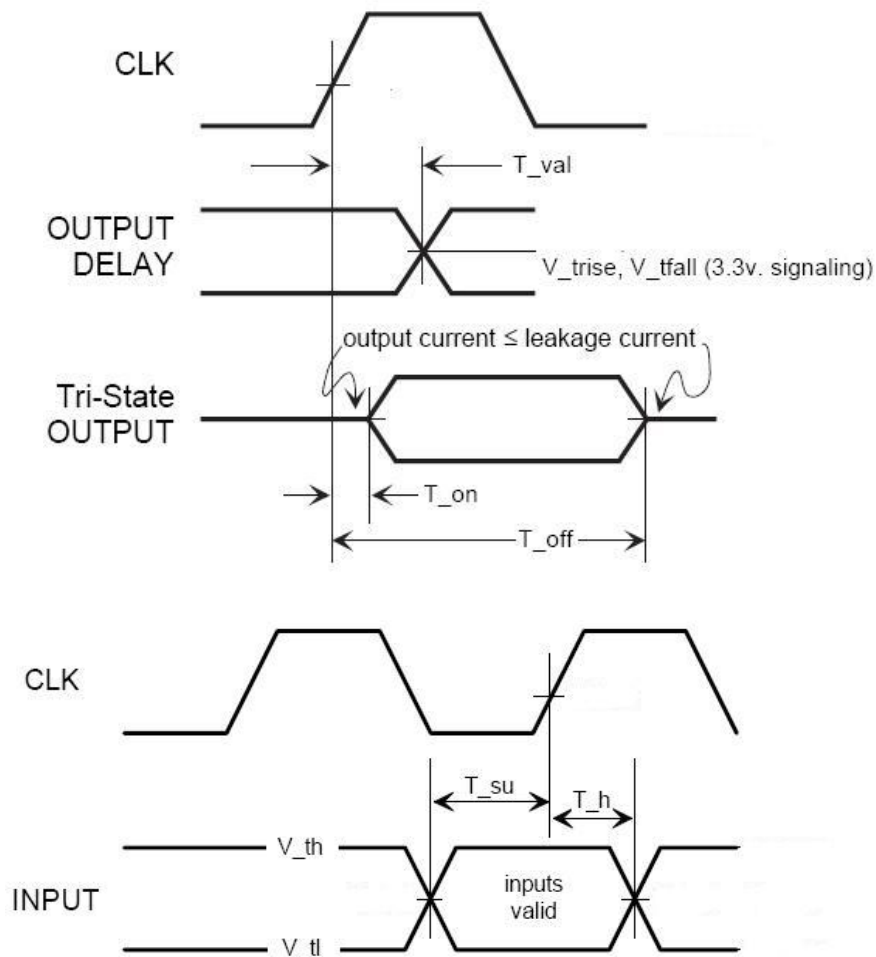 CLK
T_val
OUTPUT
DELAY
V_trise, V_tfall (3.3v. signaling)
output current ≤ leakage current
Tri-State
OUTPUT
T_on
T_off
CLK
T_su
T_h
V_th
INPUT
inputs
valid
V_tl